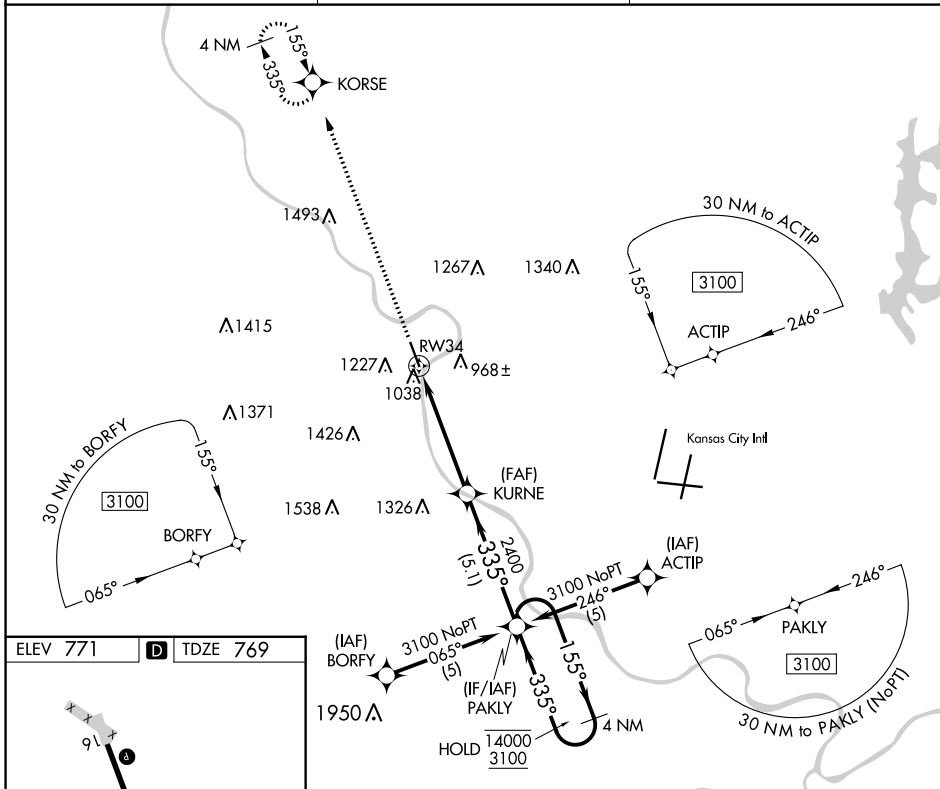 4 NM
155°
335°
KORSE
1493
1267
1340
30 NM to ACTIP
3100
155°
246°
ACTIP
1415
1227
RW34
968±
1038
1371
1426
Kansas City Intl
30 NM to BORFY
155°
3100
BORFY
065°
(FAF)
KURNE
1538
1326
2400
335°
(5.1)
(IAF)
ACTIP
3100 NoPT
246°
(5)
246°
065°
PAKLY
3100
30 NM to PAKLY (NoPT)
(IAF)
BORFY
3100 NoPT
065°
(5)
(IF/IAF)
PAKLY
155°
335°
4 NM
1950
HOLD
14000
3100
ELEV 771
D
TDZE 769
16
P